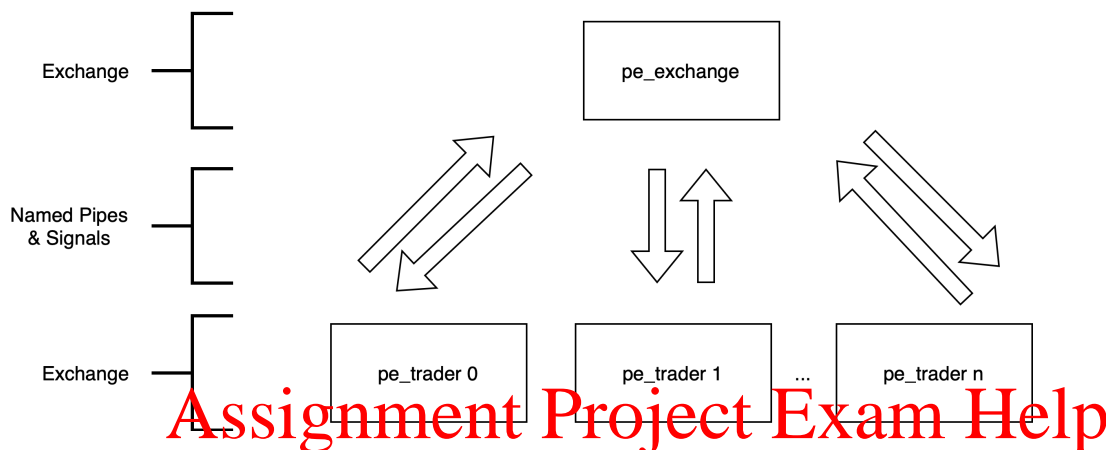 Exchange
pe_exchange
Named Pipes
& Signals
Exchange
pe_trader 0
pe_trader 1
...
pe_trader n
Assignment Project Exam Help